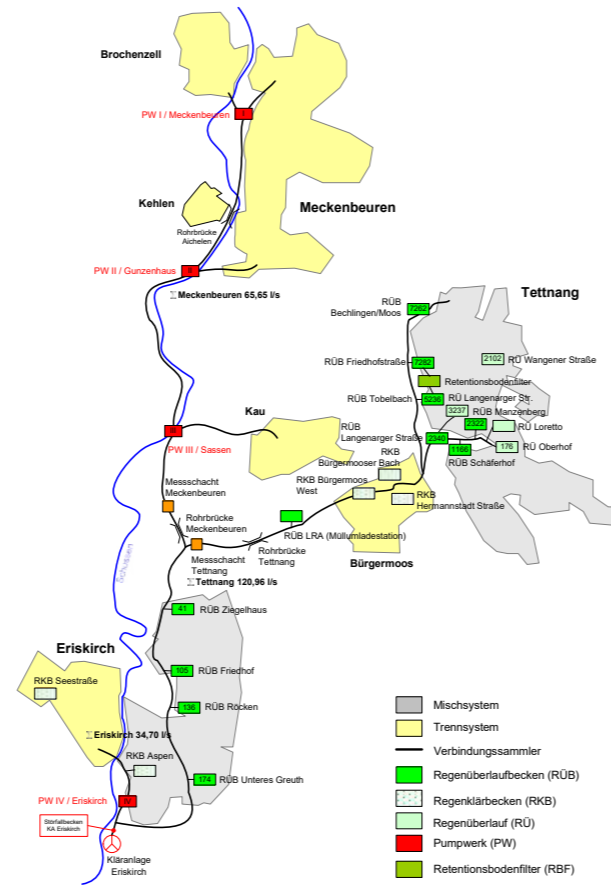 Brochenzell
PW I / Meckenbeuren
I
Kehlen
Meckenbeuren
Rohrbrücke
Aichelen
PW II / Gunzenhaus
II
Σ Meckenbeuren 65,65 l/s
Tettnang
RÜB
Bechlingen/Moos
7262
RÜB Friedhofstraße
7282
2102
RÜ Wangener Straße
Retentionsbodenfilter
RÜB Tobelbach
5236
RÜ Langenarger Str.
3237
RÜB Manzenberg
2322
RÜ Loretto
Kau
RÜB
Langenarger Straße
2340
1166
176
RÜ Oberhof
RÜB Schäferhof
III
PW III / Sassen
RKB
Bürgermooser Bach
RKB Bürgermoos
West
RKB
Hermannstadt Straße
Messschacht
Meckenbeuren
Rohrbrücke
Meckenbeuren
RÜB LRA (Müllumladestation)
Rohrbrücke
Tettnang
Bürgermoos
Messschacht
Tettnang
Σ Tettnang 120,96 l/s
Schussen
41
RÜB Ziegelhaus
Eriskirch
RKB Seestraße
105
RÜB Friedhof
136
RÜB Röcken
Σ Eriskirch 34,70 l/s
RKB Aspen
174
RÜB Unteres Greuth
PW IV / Eriskirch
IV
Störfallbecken
KA Eriskirch
Kläranlage
Eriskirch
Mischsystem
Trennsystem
Verbindungssammler
Regenüberlaufbecken (RÜB)
Regenklärbecken (RKB)
Regenüberlauf (RÜ)
Pumpwerk (PW)
Retentionsbodenfilter (RBF)